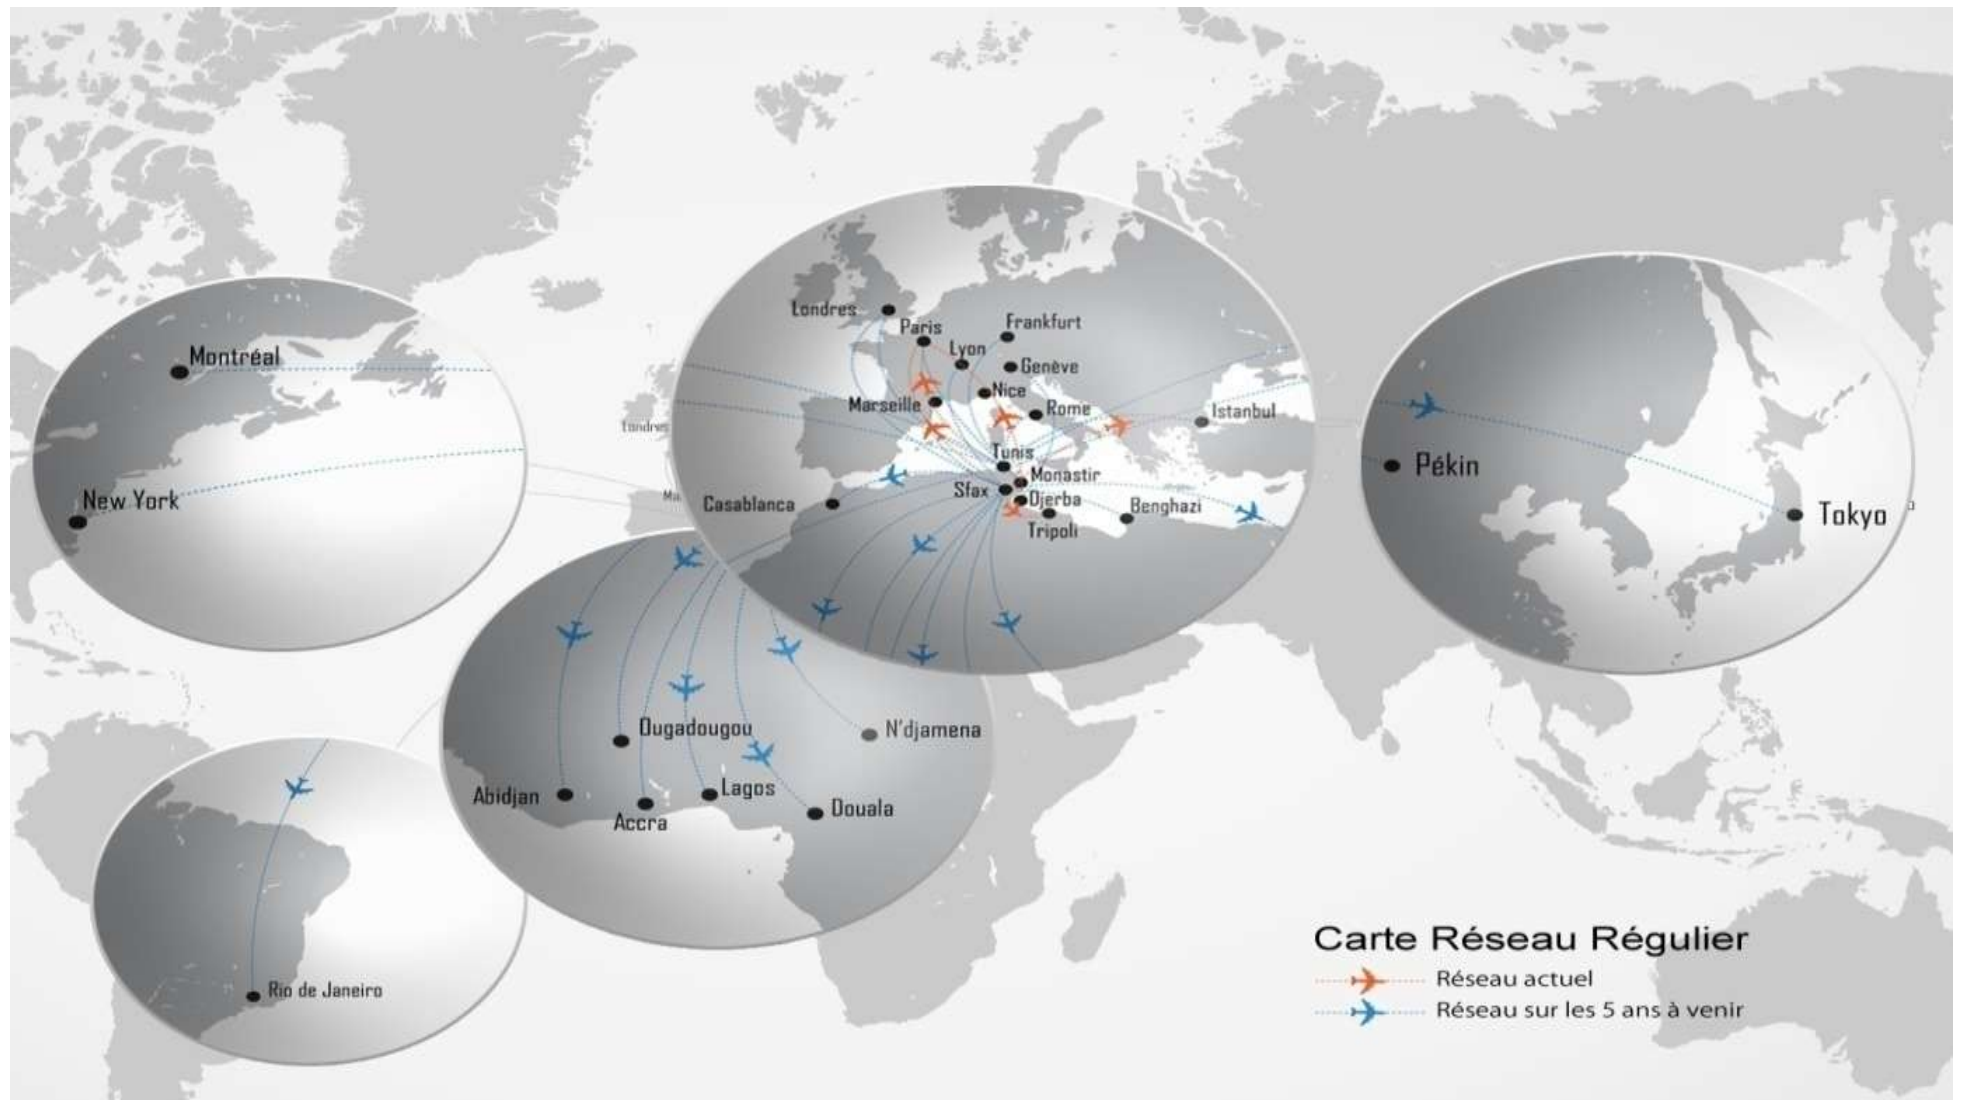 Londres
Paris
Frankfurt
Lyon
Genève
Nice
Marseille
Rome
Istanbul
Tunis
Monastir
Sfax
Djerba
Casablanca
Benghazi
Tripoli
Montréal
New York
Londres
Ma
Pékin
Tokyo
Ougadougou
N'djamena
Abidjan
Lagos
Accra
Douala
Rio de Janeiro
Carte Réseau Régulier
Réseau actuel
Réseau sur les 5 ans à venir